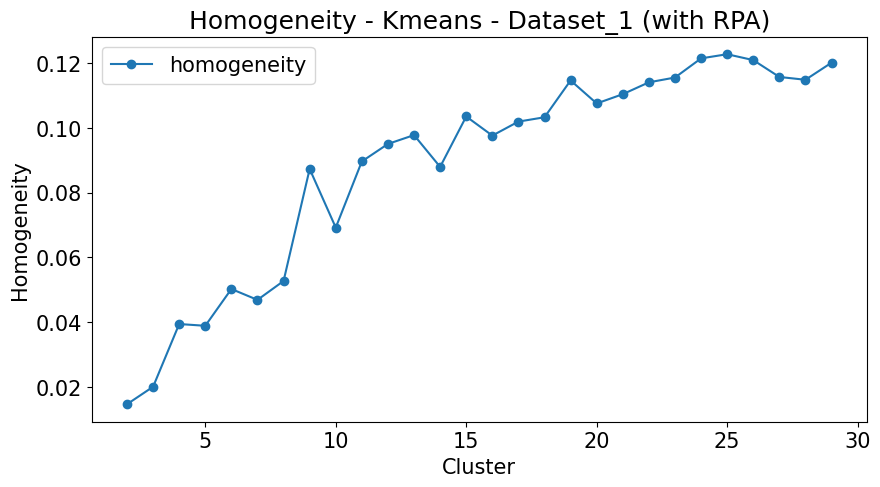 Homogeneity - Kmeans - Dataset_1 (with RPA)
homogeneity
Homogeneity
0.12
0.10
0.08
0.06
0.04
0.02
5 10 15 20 25 30
Cluster